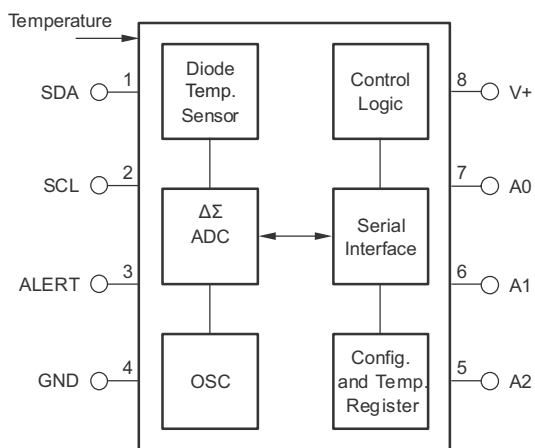 Temperature
1
SDA
2
SCL
3
ALERT
4
GND
Diode
Temp.
Sensor
ΔΣ
ADC
OSC
Control
Logic
Serial
Interface
Config.
and Temp.
Register
8
V+
7
A0
6
A1
5
A2